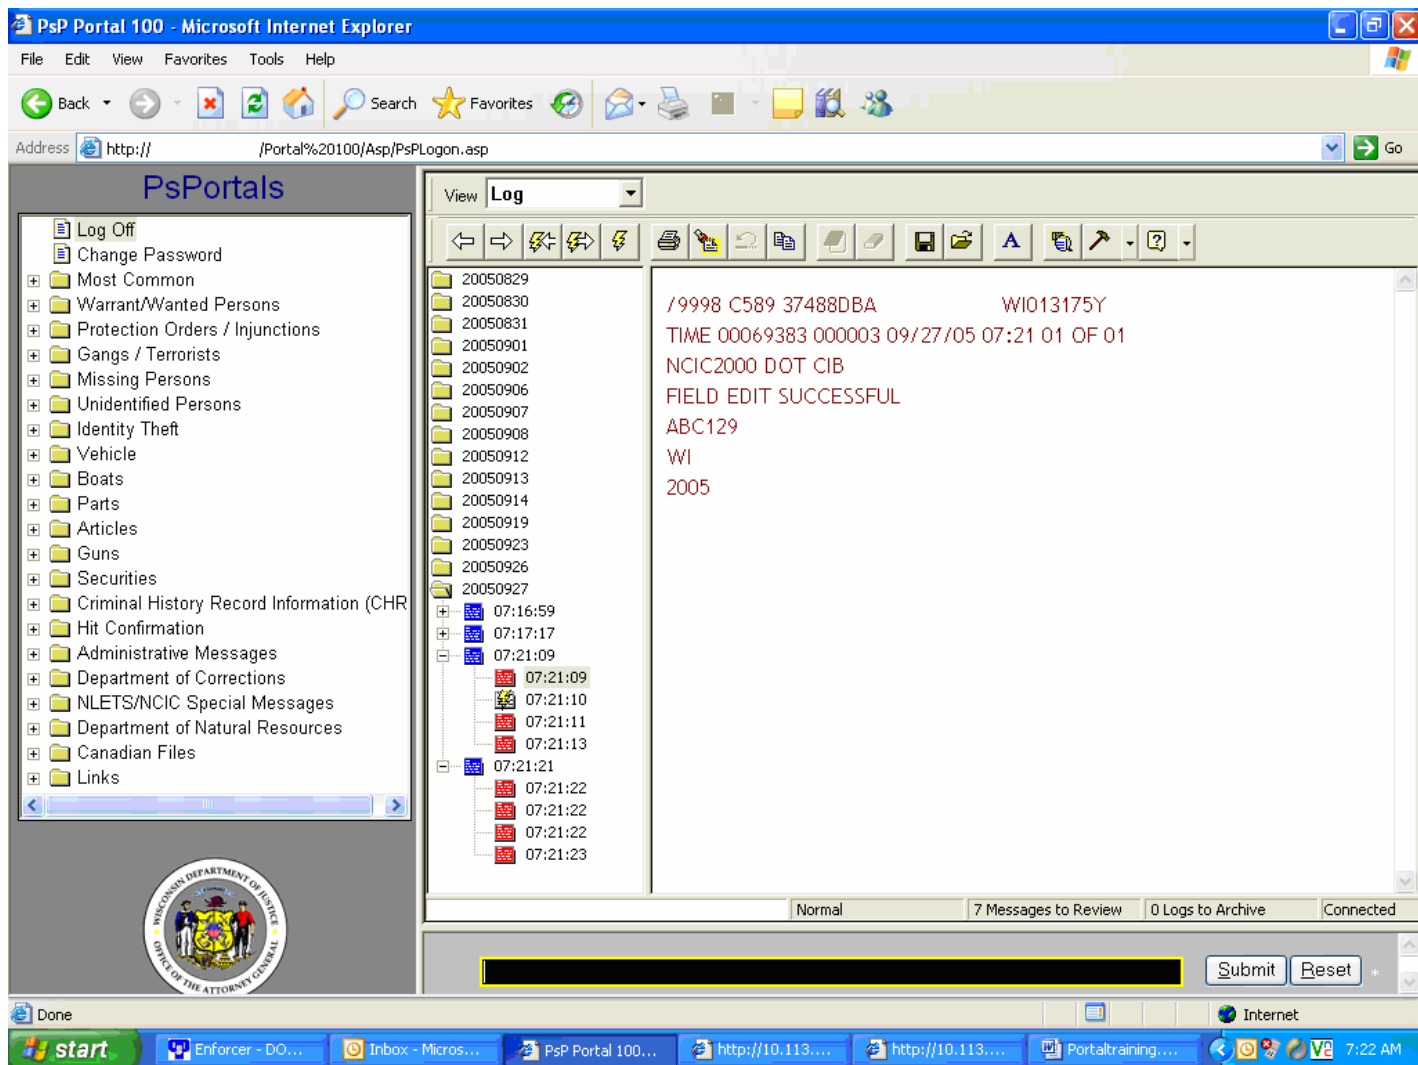 PsP Portal 100 - Microsoft Internet Explorer
File Edit View Favorites Tools Help
Back Search Favorites
Address http:// /Portal%20100/Asp/PsPLogon.asp Go
PsPortals
Log Off
Change Password
Most Common
Warrant/Wanted Persons
Protection Orders / Injunctions
Gangs / Terrorists
Missing Persons
Unidentified Persons
Identity Theft
Vehicle
Boats
Parts
Articles
Guns
Securities
Criminal History Record Information (CHR
Hit Confirmation
Administrative Messages
Department of Corrections
NLETS/NCIC Special Messages
Department of Natural Resources
Canadian Files
Links
WISCONSIN DEPARTMENT OF JUSTICE
OFFICE OF THE ATTORNEY GENERAL
View Log
A
20050829
20050830
20050831
20050901
20050902
20050906
20050907
20050908
20050912
20050913
20050914
20050919
20050923
20050926
20050927
07:16:59
07:17:17
07:21:09
07:21:09
07:21:10
07:21:11
07:21:13
07:21:21
07:21:22
07:21:22
07:21:22
07:21:23
/9998 C589 37488DBA WI013175Y
TIME 00069383 000003 09/27/05 07:21 01 OF 01
NCIC2000 DOT CIB
FIELD EDIT SUCCESSFUL
ABC129
WI
2005
Normal 7 Messages to Review 0 Logs to Archive Connected
Submit Reset *
Done Internet
start Enforcer - DO... Inbox - Micros... PsP Portal 100... http://10.113.... http://10.113.... Portaltraining.... 7:22 AM